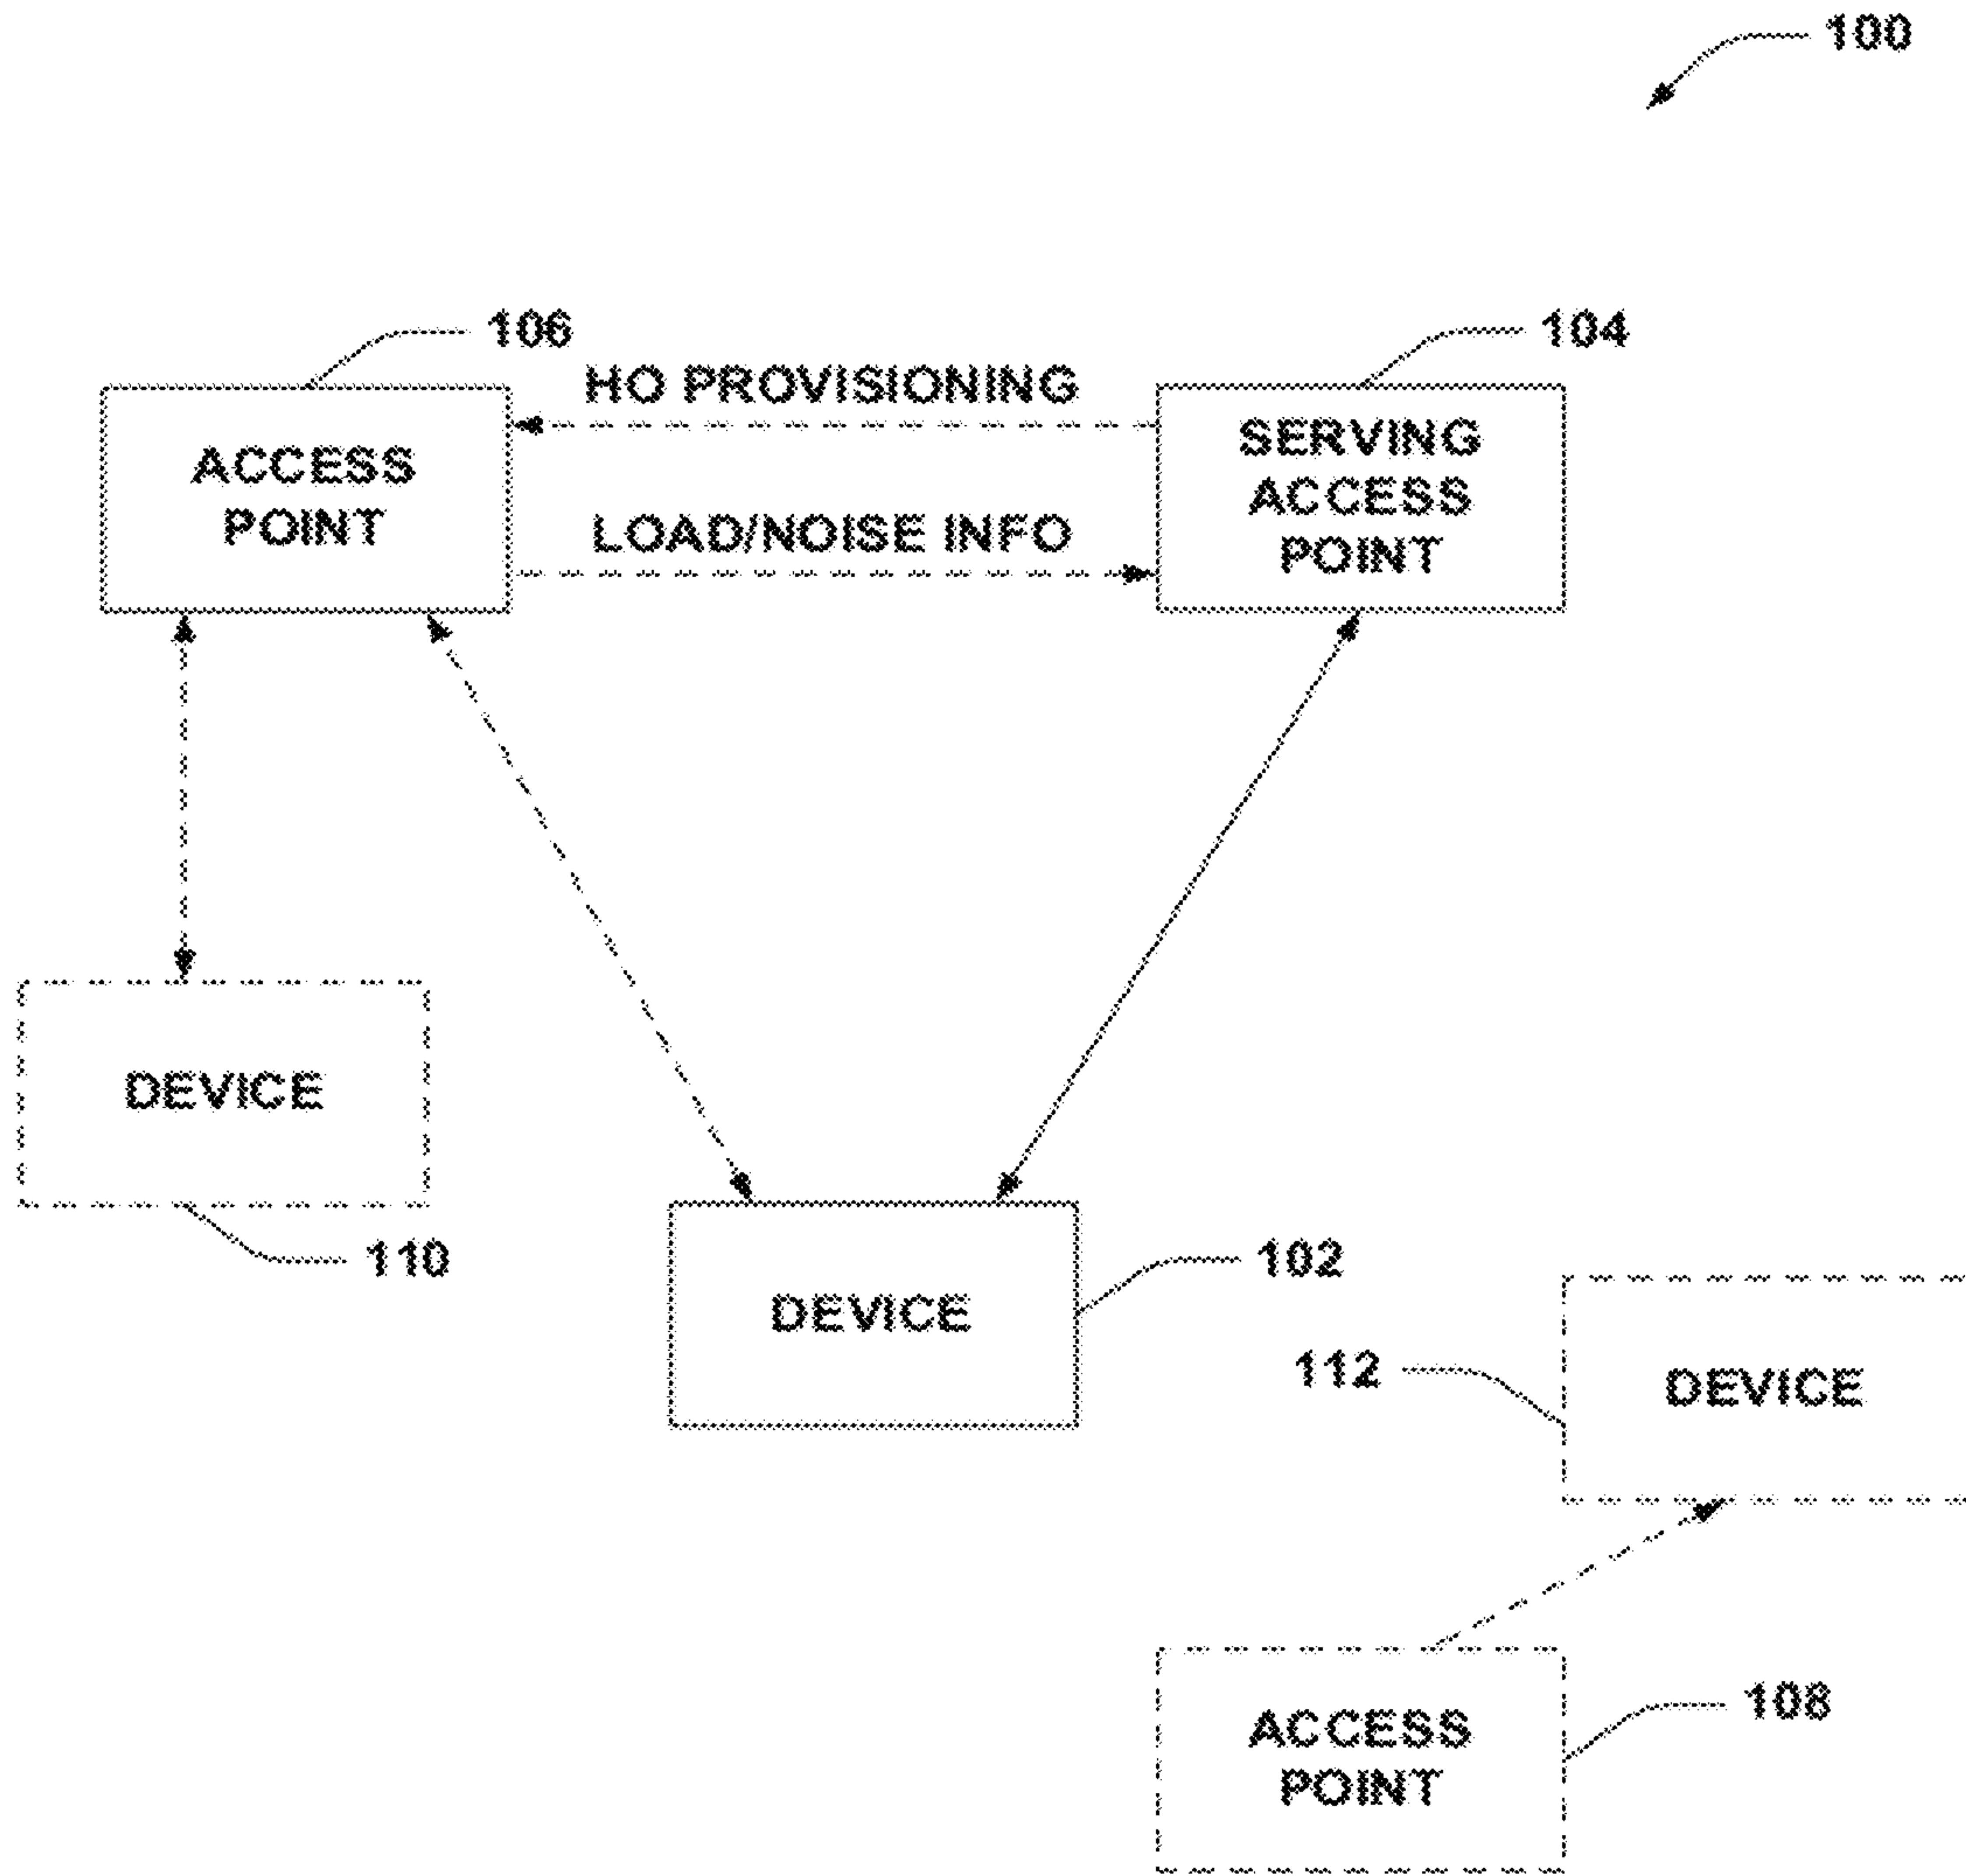 100
106
104
HO PROVISIONING
ACCESS
POINT
SERVING
ACCESS
POINT
LOAD/NOISE INFO
DEVICE
110
102
DEVICE
112
DEVICE
108
ACCESS
POINT